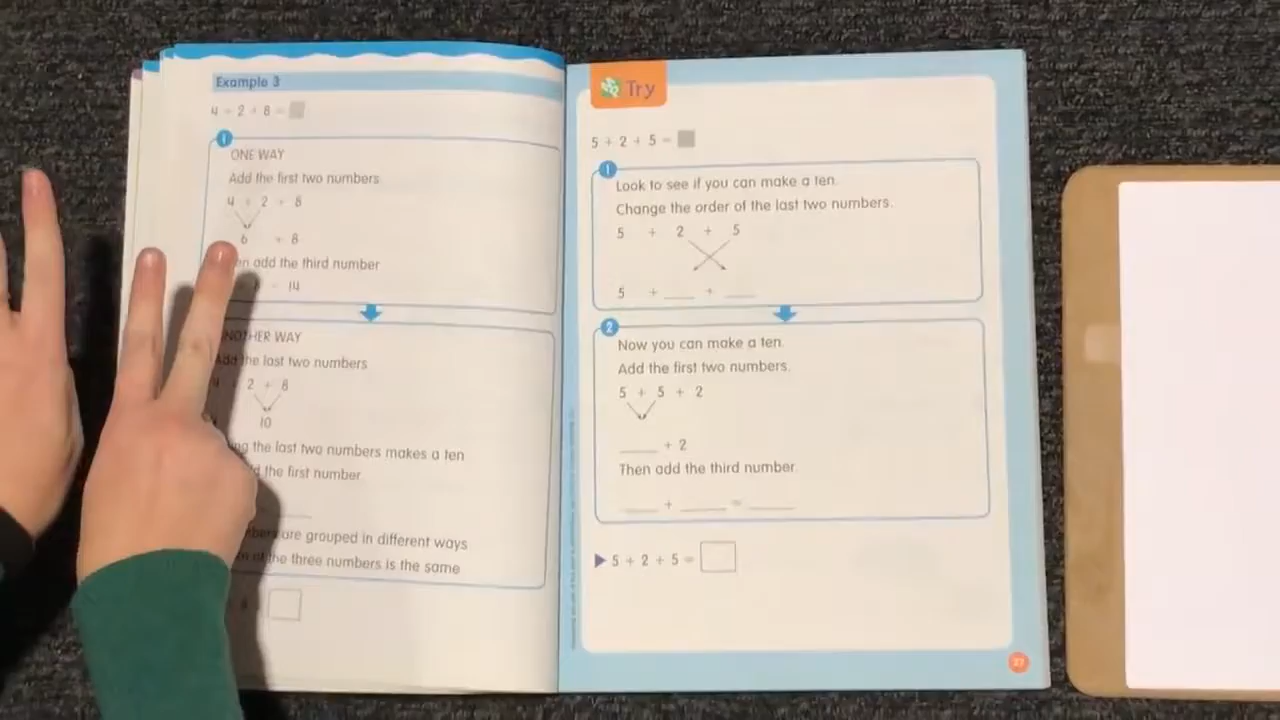 Example 3
4 + 2 + 8 =
1
ONE WAY
Add the first two numbers
4 + 2 + 8
6 + 8
add the third number
14
WAY
the last two numbers
2 + 8
10
the last two numbers makes a ten
the first number
are grouped in different ways
the three numbers is the same
Try
5 + 2 + 5 =
1
Look to see if you can make a ten.
Change the order of the last two numbers.
5 + 2 + 5
5 + ___ + ___
2
Now you can make a ten.
Add the first two numbers.
5 + 5 + 2
___ + 2
Then add the third number.
___ + ___ = ___
5 + 2 + 5 =
27